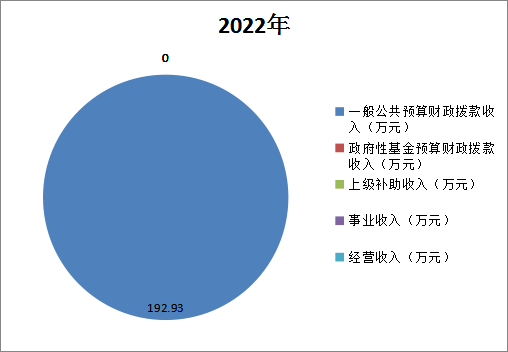 2022年
0
192.93
一般公共预算财政拨款收
入（万元）
政府性基金预算财政拨款
收入（万元）
上级补助收入（万元）
事业收入（万元）
经营收入（万元）